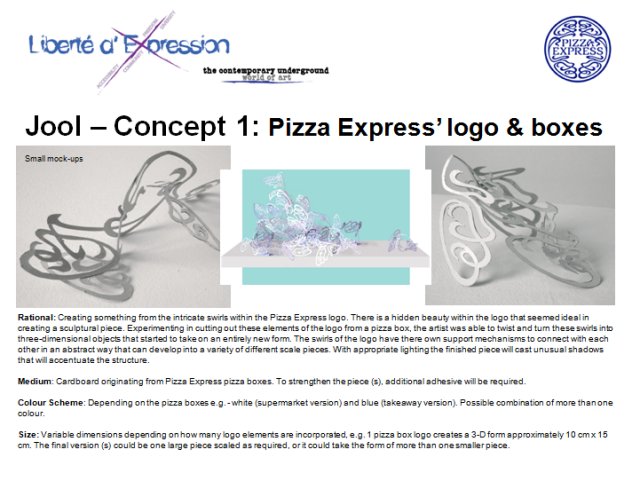 Liberté d'Expression
ACCESSIBILITY
COMMUNITY
FREEDOM
DIVERSITY
the contemporary underground
world of art
PIZZA
EXPRESS
Jool – Concept 1: Pizza Express' logo & boxes
Small mock-ups
Rational: Creating something from the intricate swirls within the Pizza Express logo. There is a hidden beauty within the logo that seemed ideal in
creating a sculptural piece. Experimenting in cutting out these elements of the logo from a pizza box, the artist was able to twist and turn these swirls into
three-dimensional objects that started to take on an entirely new form. The swirls of the logo have there own support mechanisms to connect with each
other in an abstract way that can develop into a variety of different scale pieces. With appropriate lighting the finished piece will cast unusual shadows
that will accentuate the structure.
Medium: Cardboard originating from Pizza Express pizza boxes. To strengthen the piece (s), additional adhesive will be required.
Colour Scheme: Depending on the pizza boxes e.g. - white (supermarket version) and blue (takeaway version). Possible combination of more than one
colour.
Size: Variable dimensions depending on how many logo elements are incorporated, e.g. 1 pizza box logo creates a 3-D form approximately 10 cm x 15
cm. The final version (s) could be one large piece scaled as required, or it could take the form of more than one smaller piece.